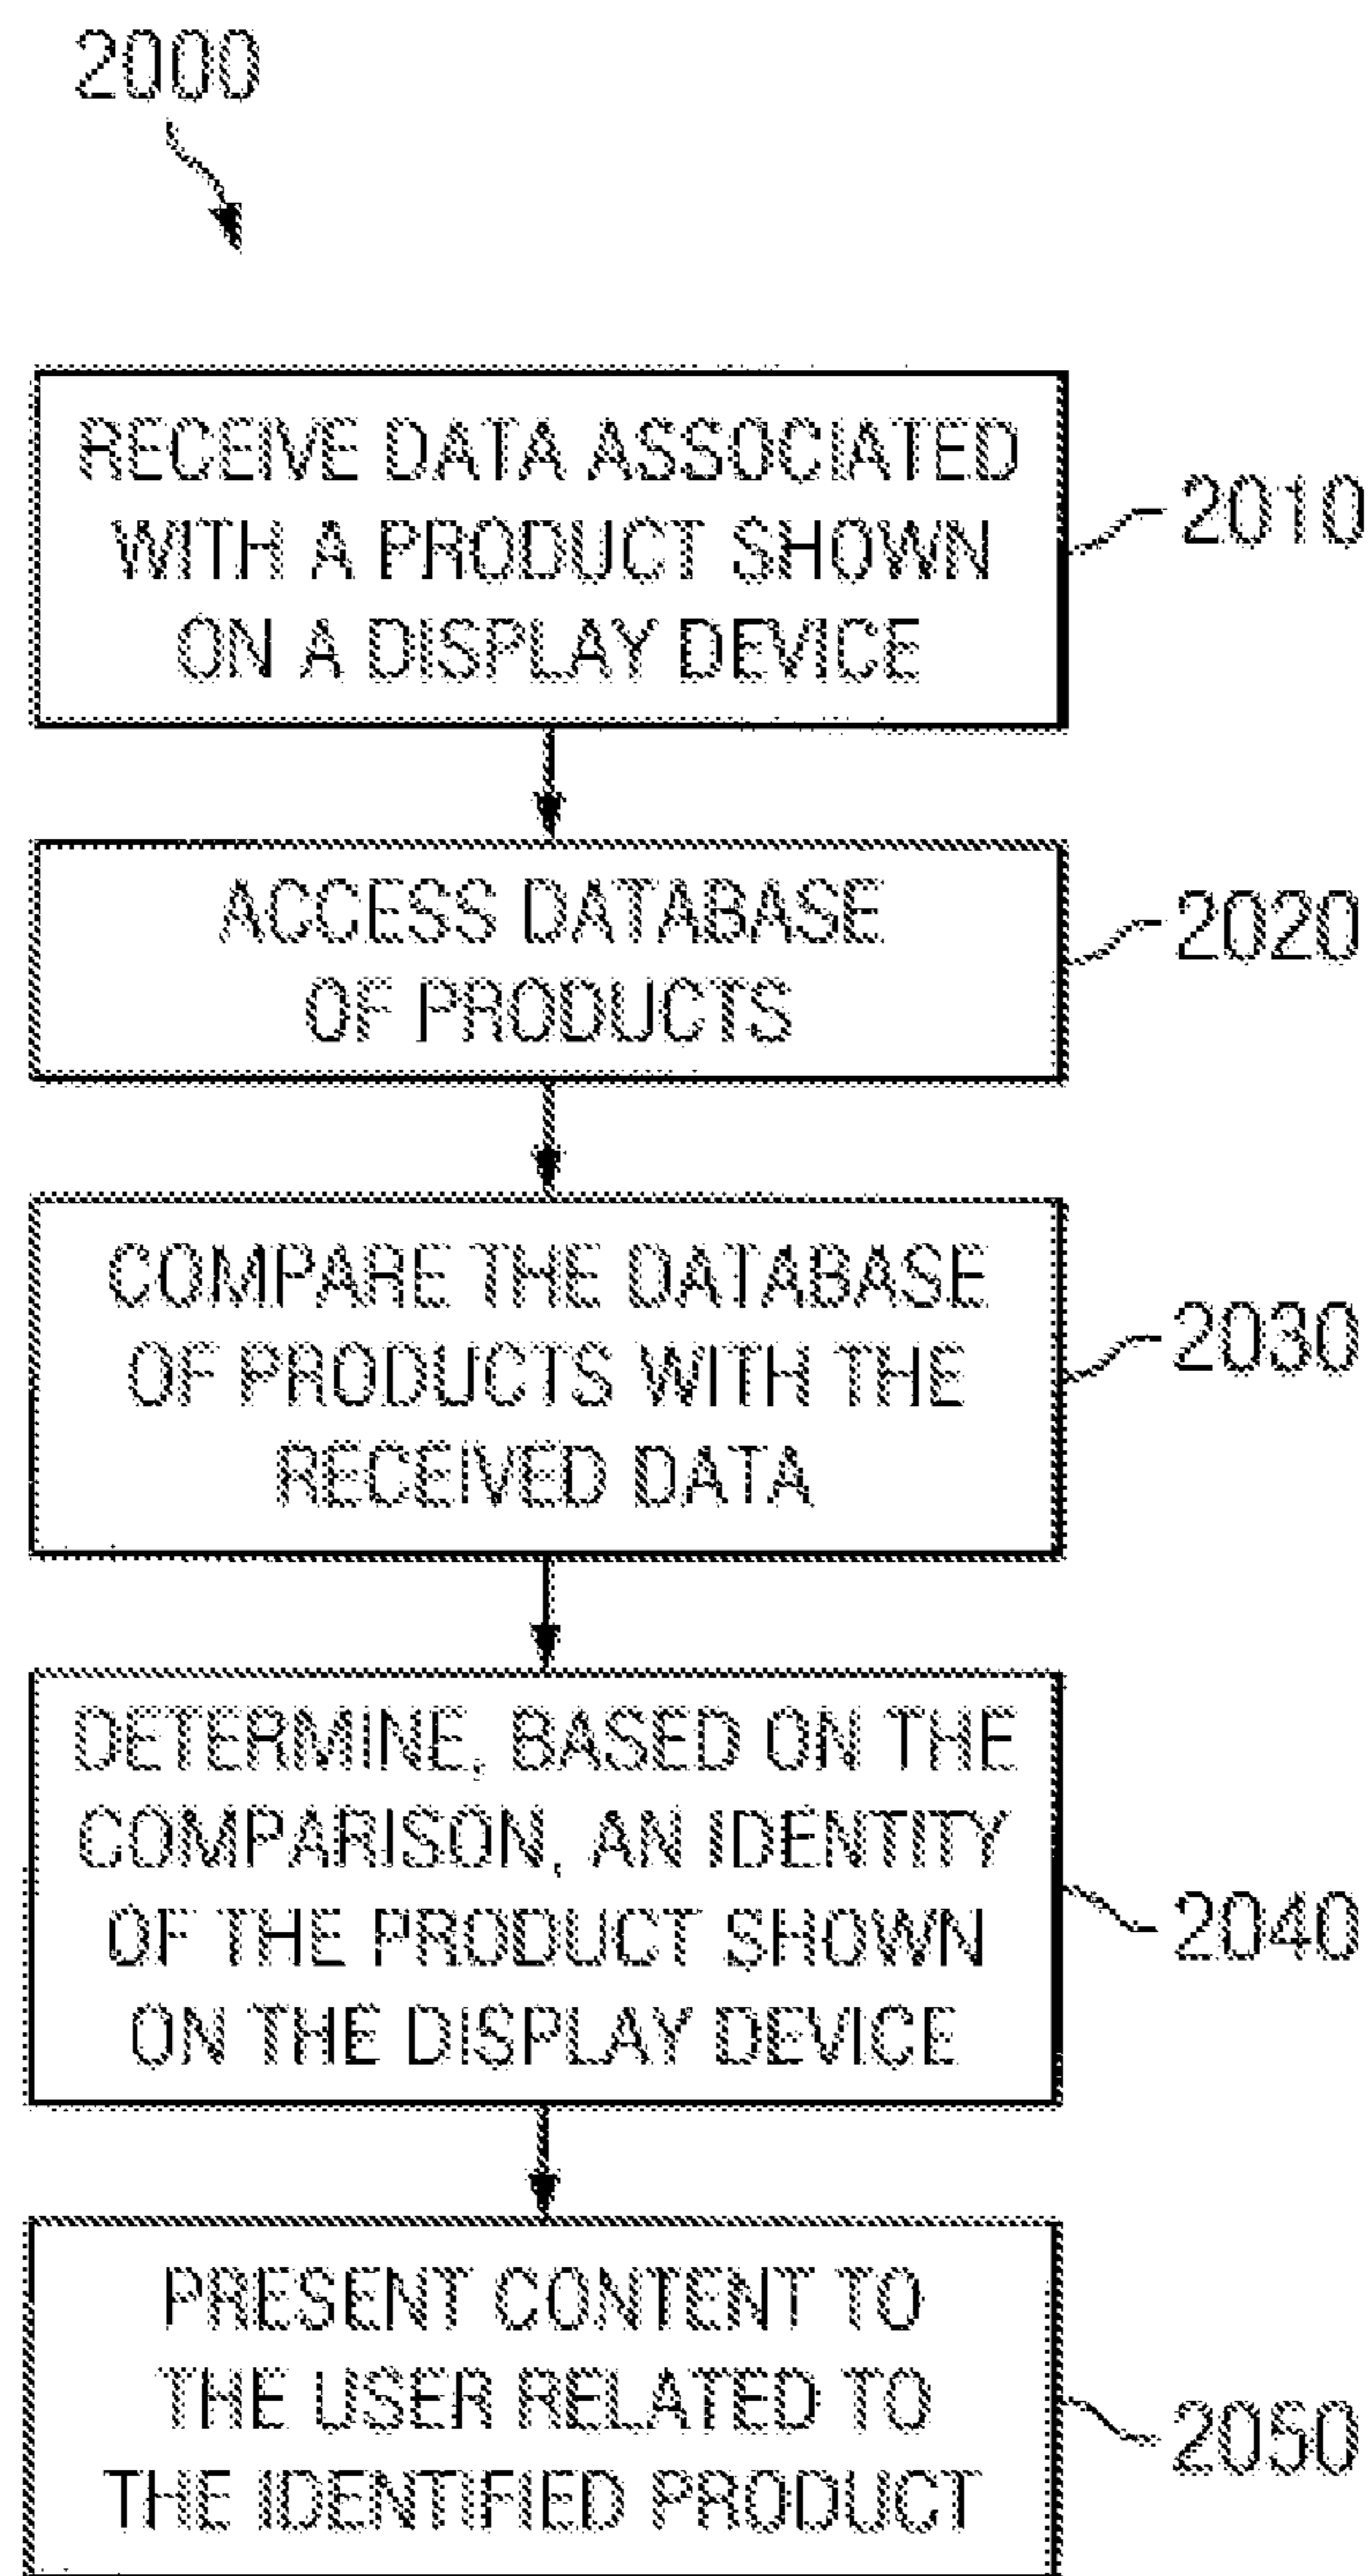 2000
RECEIVE DATA ASSOCIATED
WITH A PRODUCT SHOWN
ON A DISPLAY DEVICE
2010
ACCESS DATABASE
OF PRODUCTS
2020
COMPARE THE DATABASE
OF PRODUCTS WITH THE
RECEIVED DATA
2030
DETERMINE, BASED ON THE
COMPARISON, AN IDENTITY
OF THE PRODUCT SHOWN
ON THE DISPLAY DEVICE
2040
PRESENT CONTENT TO
THE USER RELATED TO
THE IDENTIFIED PRODUCT
2050